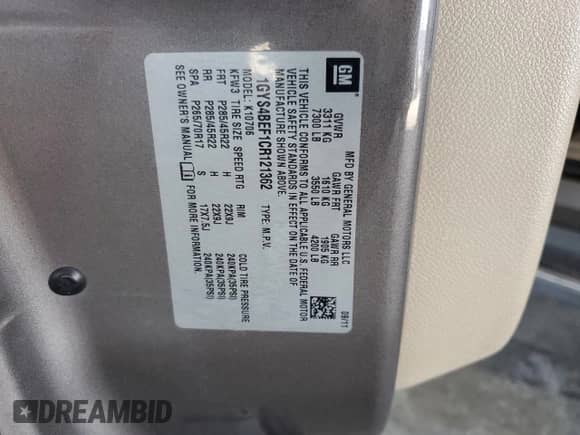 GM
MFD BY GENERAL MOTORS LLC
GVWR GAWR FRT GAWR RR
3311 KG 1610 KG 1905 KG
7300 LB 3550 LB 4200 LB
THIS VEHICLE CONFORMS TO ALL APPLICABLE U.S. FEDERAL MOTOR
VEHICLE SAFETY STANDARDS IN EFFECT ON THE DATE OF
MANUFACTURE SHOWN ABOVE.
09/11
1GYS4BEF1CR121362 TYPE: M.P.V.
MODEL: K10706
KFW3 TIRE SIZE SPEED RTG RIM COLD TIRE PRESSURE
FRT P285/45R22 H 22X9J 240KPA(35PSI)
RR P285/45R22 H 22X9J 240KPA(35PSI)
SPA P265/70R17 S 17X7.5J 240KPA(35PSI)
SEE OWNER'S MANUAL FOR MORE INFORMATION.
DREAMBID